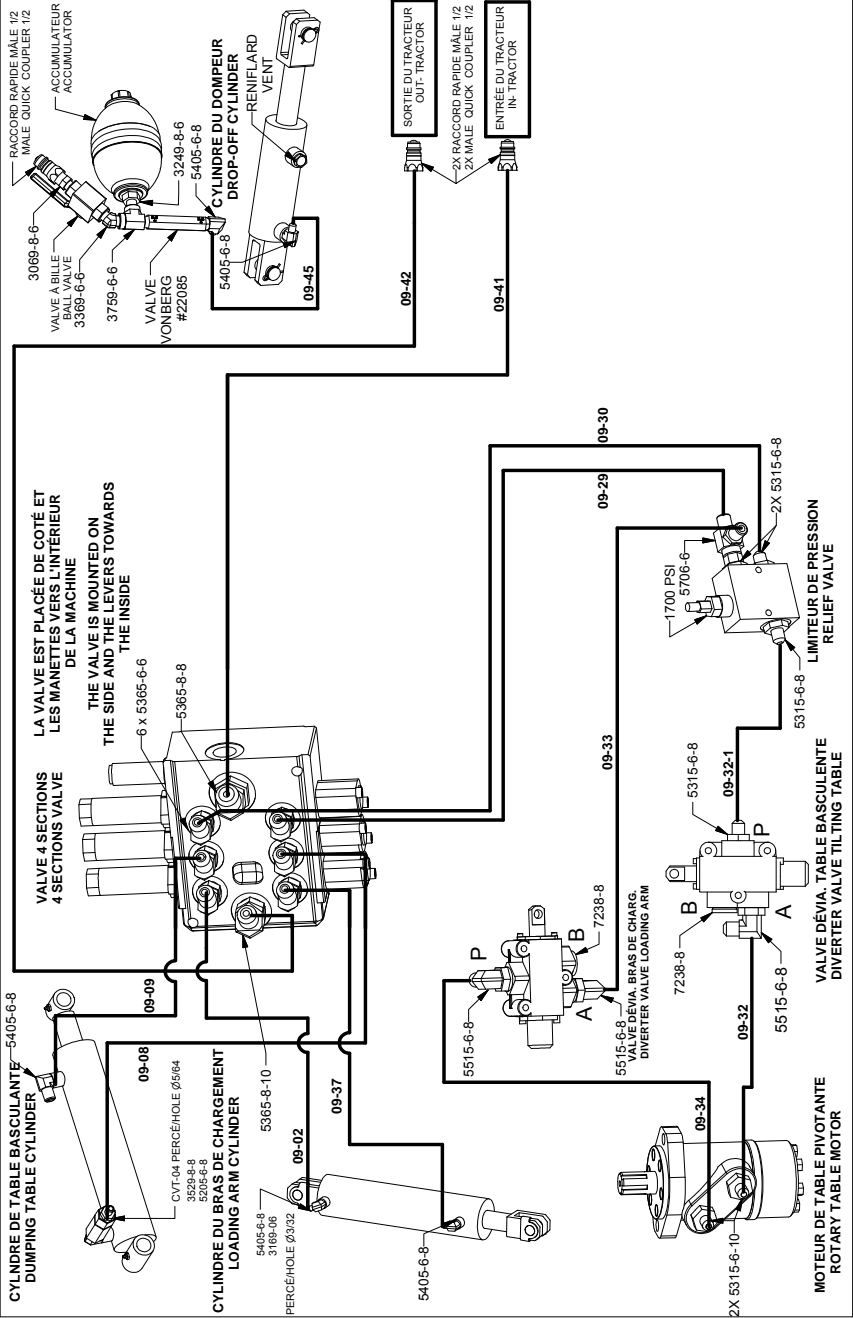 CYLNDRE DE TABLE BASCULANTE
DUMPING TABLE CYLINDER
5405-6-8
CVT-04 PERCÉ/HOLE Ø5/64
3529-8-8
5205-6-8
09-09
09-08
VALVE 4 SECTIONS
4 SECTIONS VALVE
LA VALVE EST PLACÉE DE COTÉ ET
LES MANETTES VERS L'INTÉRIEUR
DE LA MACHINE
THE VALVE IS MOUNTED ON
THE SIDE AND THE LEVERS TOWARDS
THE INSIDE
6 x 5365-6-6
5365-8-8
5365-8-10
RACCORD RAPIDE MÂLE 1/2
MALE QUICK COUPLER 1/2
ACCUMULATEUR
ACCUMULATOR
3069-8-6
VALVE À BILLE
BALL VALVE
3369-6-6
3759-6-6
VALVE
VONBERG
#22085
3249-8-6
5405-6-8
CYLINDRE DU DOMPEUR
DROP-OFF CYLINDER
RENIFLARD
VENT
5405-6-8
09-45
SORTIE DU TRACTEUR
OUT- TRACTOR
2X RACCORD RAPIDE MÂLE 1/2
2X MALE QUICK COUPLER 1/2
ENTRÉE DU TRACTEUR
IN- TRACTOR
09-42
09-41
CYLINDRE DU BRAS DE CHARGEMENT
LOADING ARM CYLINDER
5405-6-8
3169-06
PERCÉ/HOLE Ø3/32
5405-6-8
09-02
09-37
09-30
09-29
09-33
5515-6-8
P
B
7238-8
A
5515-6-8
VALVE DÉVIA. BRAS DE CHARG.
DIVERTER VALVE LOADING ARM
1700 PSI
5706-6
2X 5315-6-8
5315-6-8
LIMITEUR DE PRESSION
RELIEF VALVE
09-34
09-32
09-32-1
2X 5315-6-10
MOTEUR DE TABLE PIVOTANTE
ROTARY TABLE MOTOR
7238-8
B
5315-6-8
P
A
5515-6-8
VALVE DÉVIA. TABLE BASCULENTE
DIVERTER VALVE TILTING TABLE